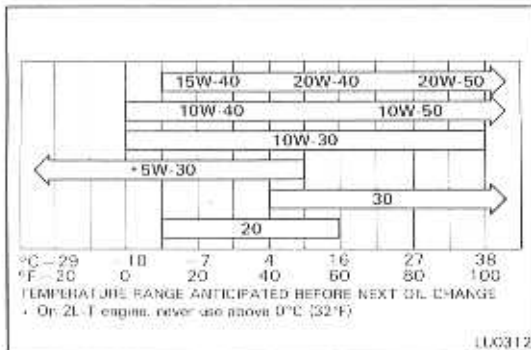 15W-40 20W-40 20W-50
10W-40 10W-50
10W-30
*5W-30
30
20
°C -29 -18 -7 4 16 27 38
°F -20 0 20 40 60 80 100
TEMPERATURE RANGE ANTICIPATED BEFORE NEXT OIL CHANGE
* On 2L-T engine, never use above 0°C (32°F)
LU0312